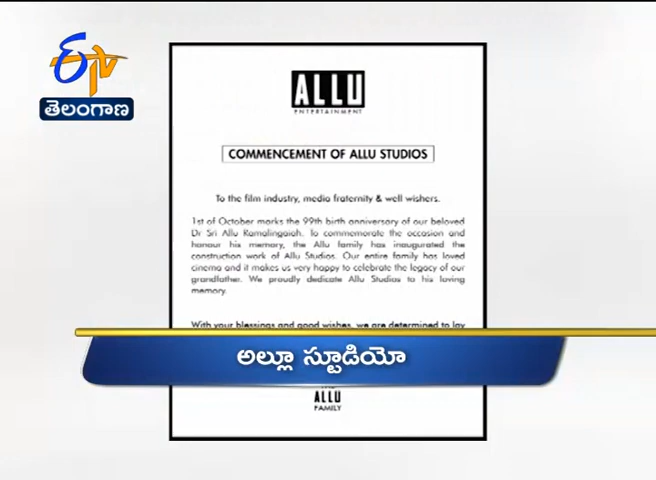 ETV
తెలంగాణ
ALLU
ENTERTAINMENT
COMMENCEMENT OF ALLU STUDIOS
To the film industry, media fraternity & well wishers.
1st of October marks the 99th birth anniversary of our beloved
Dr Sri Allu Ramalingaiah. To commemorate the occasion and
honour his memory, the Allu family has inaugurated the
construction work of Allu Studios. Our entire family has loved
cinema and it makes us very happy to celebrate the legacy of our
grandfather. We proudly dedicate Allu Studios to his loving
memory.
With your blessings and good wishes, we are determined to lay
అల్లూ స్టూడియో
ALLU
FAMILY